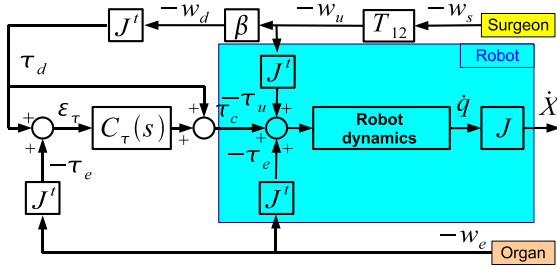 −w_d −w_u −w_s
J^t β T_12 Surgeon
Robot
τ_d J^t
−τ_u
+ ε_τ + τ_c + q̇ Ẋ
C_τ(s) Robot dynamics J
+ + + +
−τ_e −τ_e
J^t J^t
−w_e
Organ